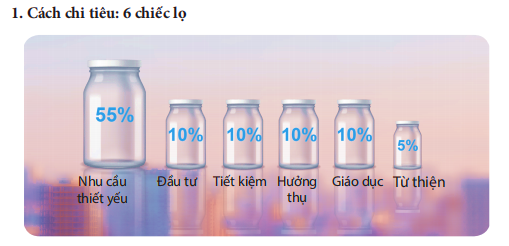 1. Cách chi tiêu: 6 chiếc lọ
55%
10%
10%
10%
10%
5%
Nhu cầu
thiết yếu
Đầu tư
Tiết kiệm
Hưởng
thụ
Giáo dục
Từ thiện